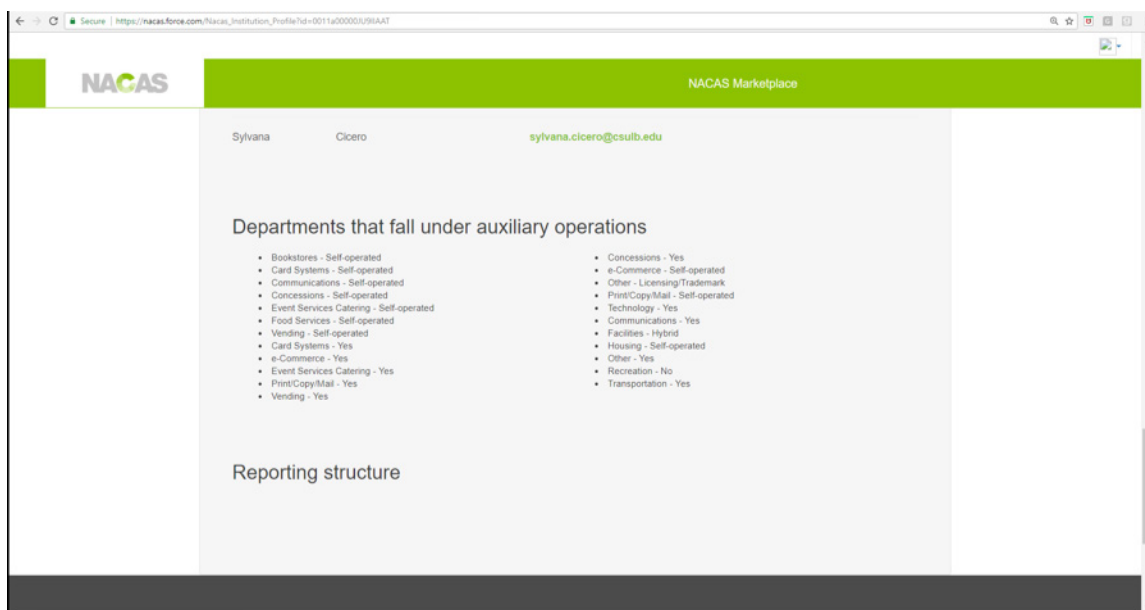 Secure | https://nacas.force.com/Nacas_Institution_Profile?id=0011a00000JU9IIAAT
NACAS
NACAS Marketplace
Sylvana Cicero sylvana.cicero@csulb.edu
Departments that fall under auxiliary operations
• Bookstores - Self-operated
• Card Systems - Self-operated
• Communications - Self-operated
• Concessions - Self-operated
• Event Services Catering - Self-operated
• Food Services - Self-operated
• Vending - Self-operated
• Card Systems - Yes
• e-Commerce - Yes
• Event Services Catering - Yes
• Print/Copy/Mail - Yes
• Vending - Yes
• Concessions - Yes
• e-Commerce - Self-operated
• Other - Licensing/Trademark
• Print/Copy/Mail - Self-operated
• Technology - Yes
• Communications - Yes
• Facilities - Hybrid
• Housing - Self-operated
• Other - Yes
• Recreation - No
• Transportation - Yes
Reporting structure